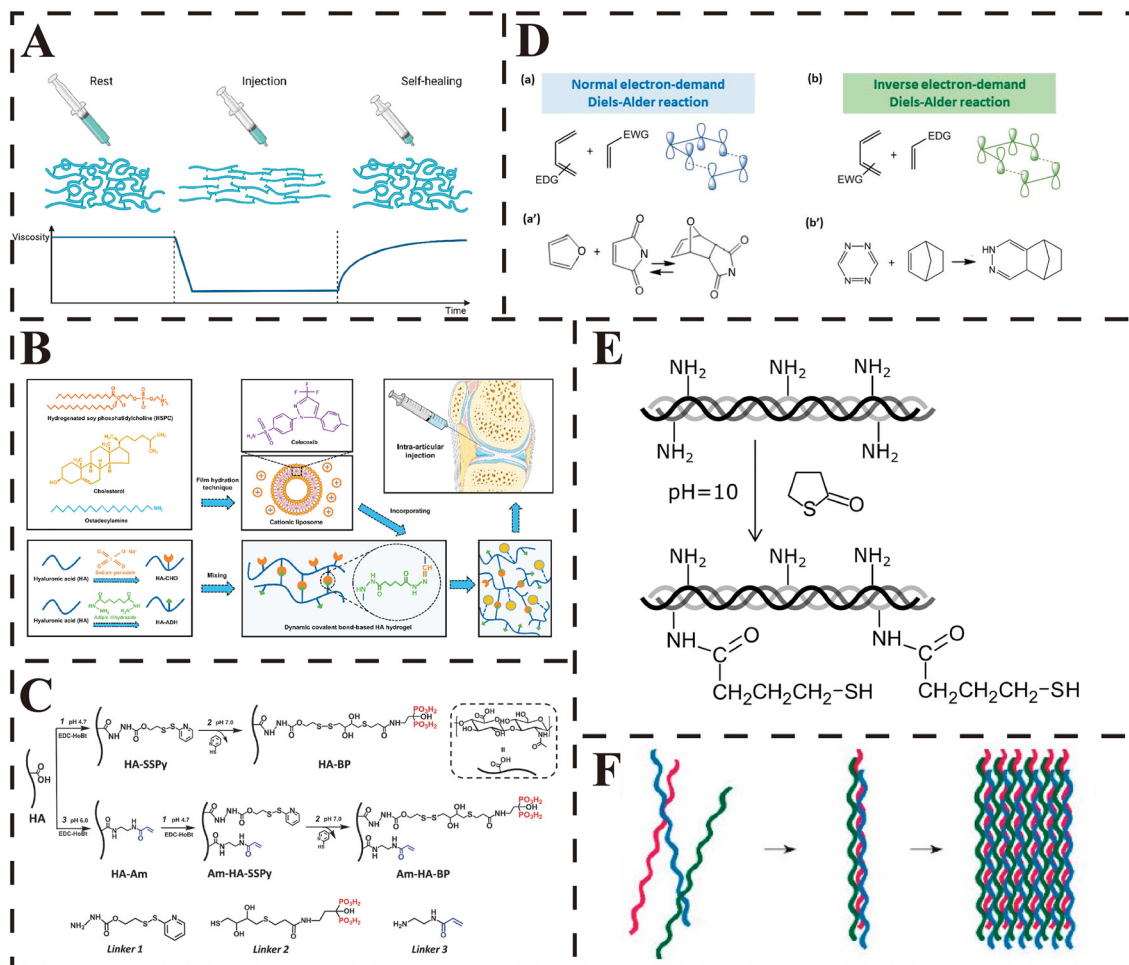 A
Rest
Injection
Self-healing
Viscosity
Time
B
Hydrogenated soy phosphatidylcholine (HSPC)
Cholesterol
Ostadecylamine
Film hydration
technique
Celecoxib
Cationic liposome
Incorporating
Intra-articular
injection
Hyaluronic acid (HA)
Sodium periodate
HA-CHO
Hyaluronic acid (HA)
Adipic dihydrazide
HA-ADH
Mixing
Dynamic covalent bond-based HA hydrogel
C
1 pH 4.7
EDC-HoBt
2 pH 7.0
HA-SSPy
HA-BP
HA
3 pH 6.0
EDC-HoBt
1 pH 4.7
EDC-HoBt
2 pH 7.0
HA-Am
Am-HA-SSPy
Am-HA-BP
Linker 1
Linker 2
Linker 3
D
(a)
Normal electron-demand
Diels-Alder reaction
EDG
+
EWG
(a')
+
(b)
Inverse electron-demand
Diels-Alder reaction
EWG
+
EDG
(b')
+
E
NH2 NH2 NH2
NH2 NH2
pH=10
S O
NH2 NH2 NH2
NH O NH O
C C
CH2CH2CH2-SH CH2CH2CH2-SH
F